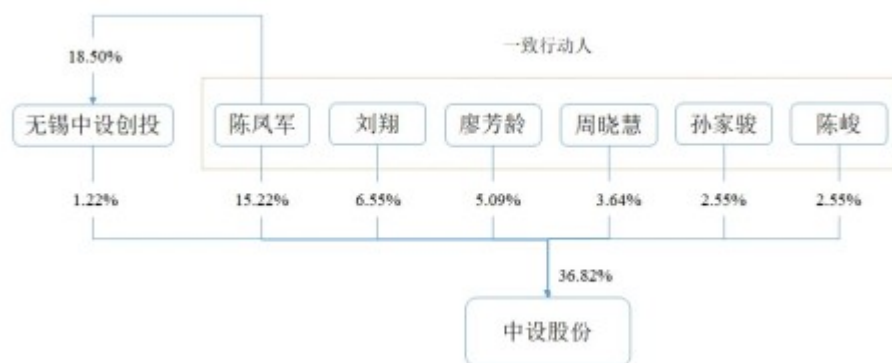 一致行动人
18.50%
无锡中设创投 陈凤军 刘翔 廖芳龄 周晓慧 孙家骏 陈峻
1.22% 15.22% 6.55% 5.09% 3.64% 2.55% 2.55%
36.82%
中设股份